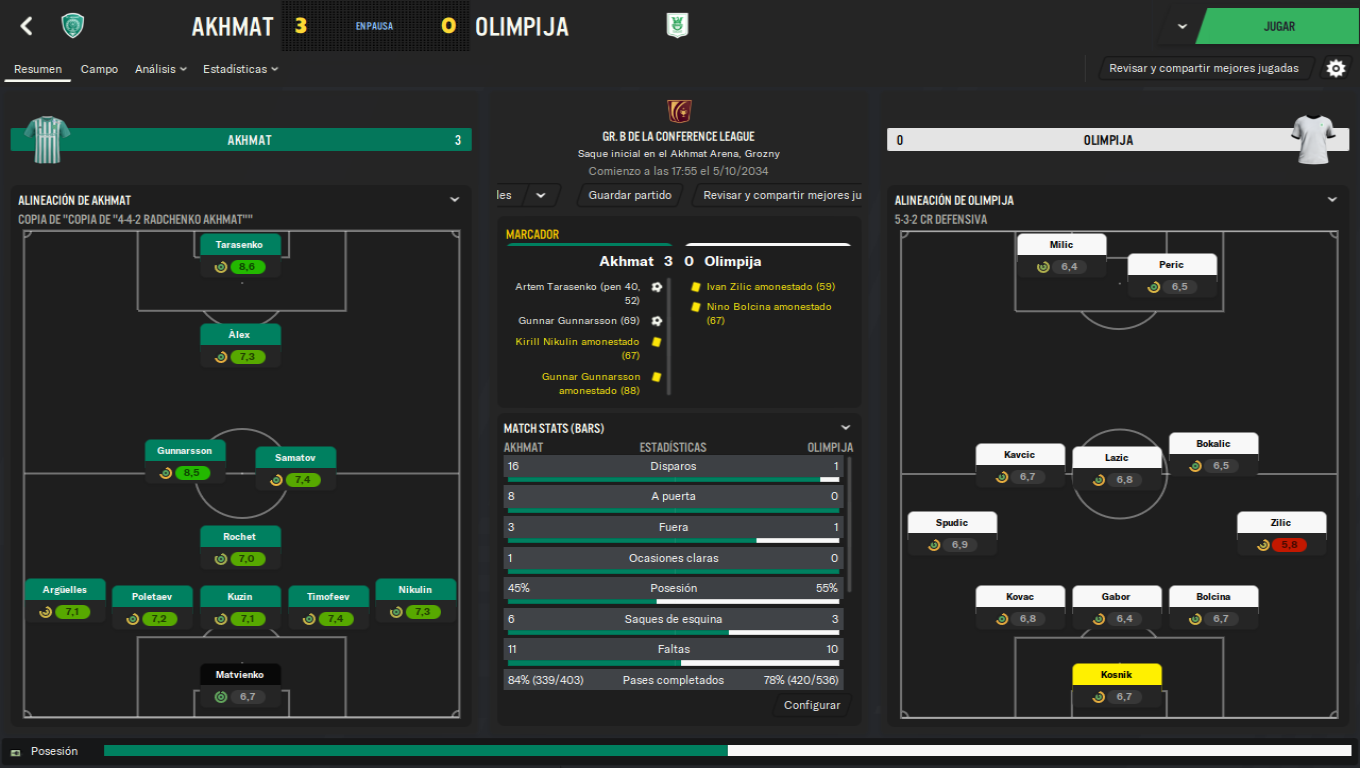 AKHMAT 3 EN PAUSA 0 OLIMPIJA
JUGAR
Resumen Campo Análisis Estadísticas
Revisar y compartir mejores jugadas
AKHMAT 3
GR. B DE LA CONFERENCE LEAGUE
Saque inicial en el Akhmat Arena, Grozny
Comienzo a las 17:55 el 5/10/2034
les Guardar partido Revisar y compartir mejores ju
0 OLIMPIJA
ALINEACIÓN DE AKHMAT
COPIA DE "COPIA DE "4-4-2 RADCHENKO AKHMAT""
Tarasenko
8,6
Àlex
7,3
Gunnarsson
8,5
Samatov
7,4
Rochet
7,0
Argüelles
7,1
Poletaev
7,2
Kuzin
7,1
Timofeev
7,4
Nikulin
7,3
Matvienko
6,7
MARCADOR
Akhmat 3 0 Olimpija
Artem Tarasenko (pen 40,
52)
Gunnar Gunnarsson (69)
Kirill Nikulin amonestado
(67)
Gunnar Gunnarsson
amonestado (88)
Ivan Zilic amonestado (59)
Nino Bolcina amonestado
(67)
MATCH STATS (BARS)
AKHMAT ESTADÍSTICAS OLIMPIJA
16 Disparos 1
8 A puerta 0
3 Fuera 1
1 Ocasiones claras 0
45% Posesión 55%
6 Saques de esquina 3
11 Faltas 10
84% (339/403) Pases completados 78% (420/536)
Configurar
ALINEACIÓN DE OLIMPIJA
5-3-2 CR DEFENSIVA
Milic
6,4
Peric
6,5
Kavcic
6,7
Lazic
6,8
Bokalic
6,5
Spudic
6,9
Zilic
5,8
Kovac
6,8
Gabor
6,4
Bolcina
6,7
Kosnik
6,7
Posesión